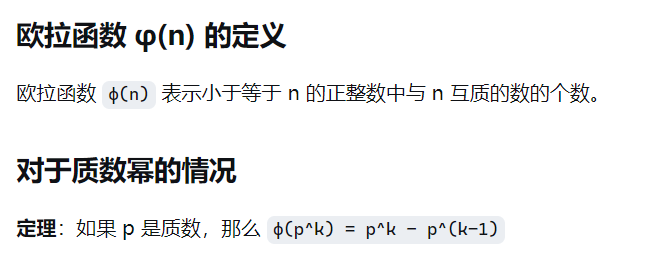 欧拉函数 φ(n) 的定义
欧拉函数 φ(n) 表示小于等于 n 的正整数中与 n 互质的数的个数。
对于质数幂的情况
定理：如果 p 是质数，那么 φ(p^k) = p^k - p^(k-1)